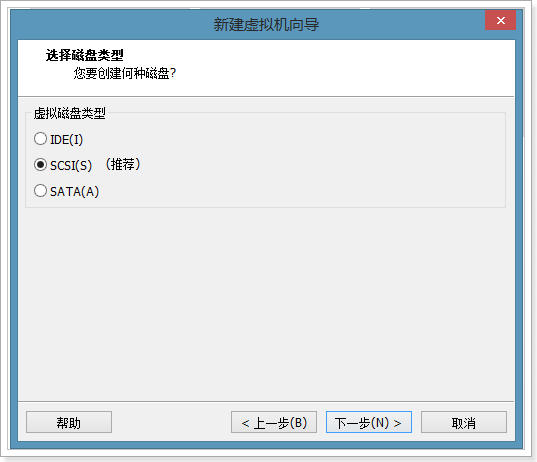 新建虚拟机向导
选择磁盘类型
您要创建何种磁盘?
虚拟磁盘类型
IDE(I)
SCSI(S) （推荐）
SATA(A)
帮助
< 上一步(B)
下一步(N) >
取消